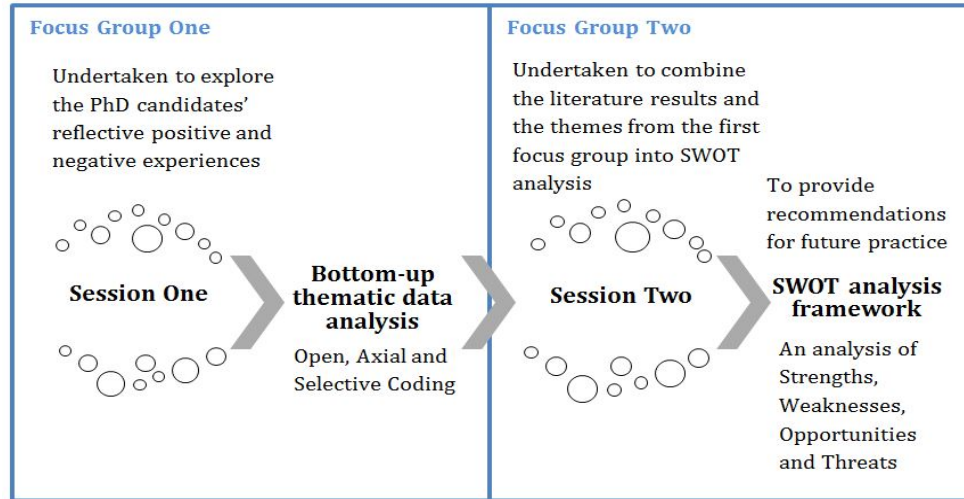 Focus Group One
Undertaken to explore
the PhD candidates’
reflective positive and
negative experiences
Session One
Bottom-up
thematic data
analysis
Open, Axial and
Selective Coding
Focus Group Two
Undertaken to combine
the literature results and
the themes from the first
focus group into SWOT
analysis
Session Two
To provide
recommendations
for future practice
SWOT analysis
framework
An analysis of
Strengths,
Weaknesses,
Opportunities
and Threats